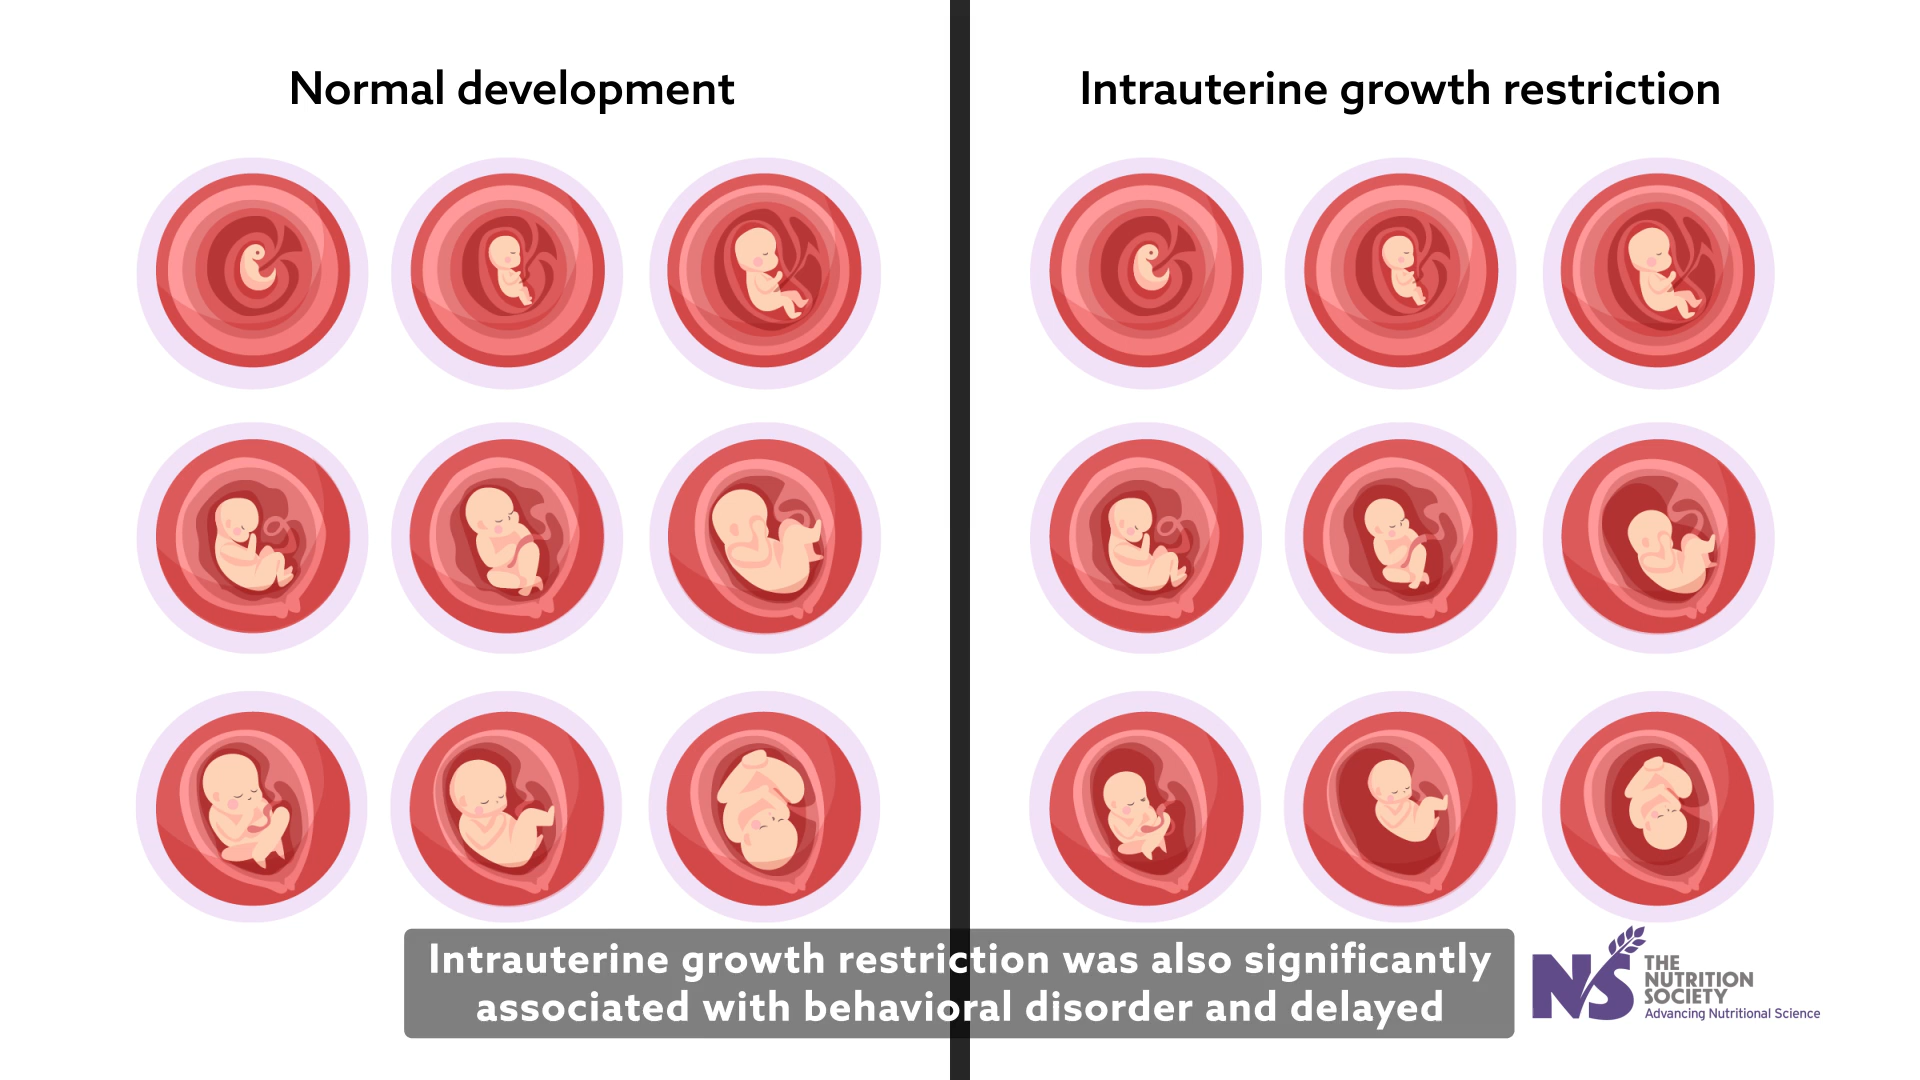 Normal development
Intrauterine growth restriction
Intrauterine growth restriction was also significantly
associated with behavioral disorder and delayed
NS
THE
NUTRITION
SOCIETY
Advancing Nutritional Science